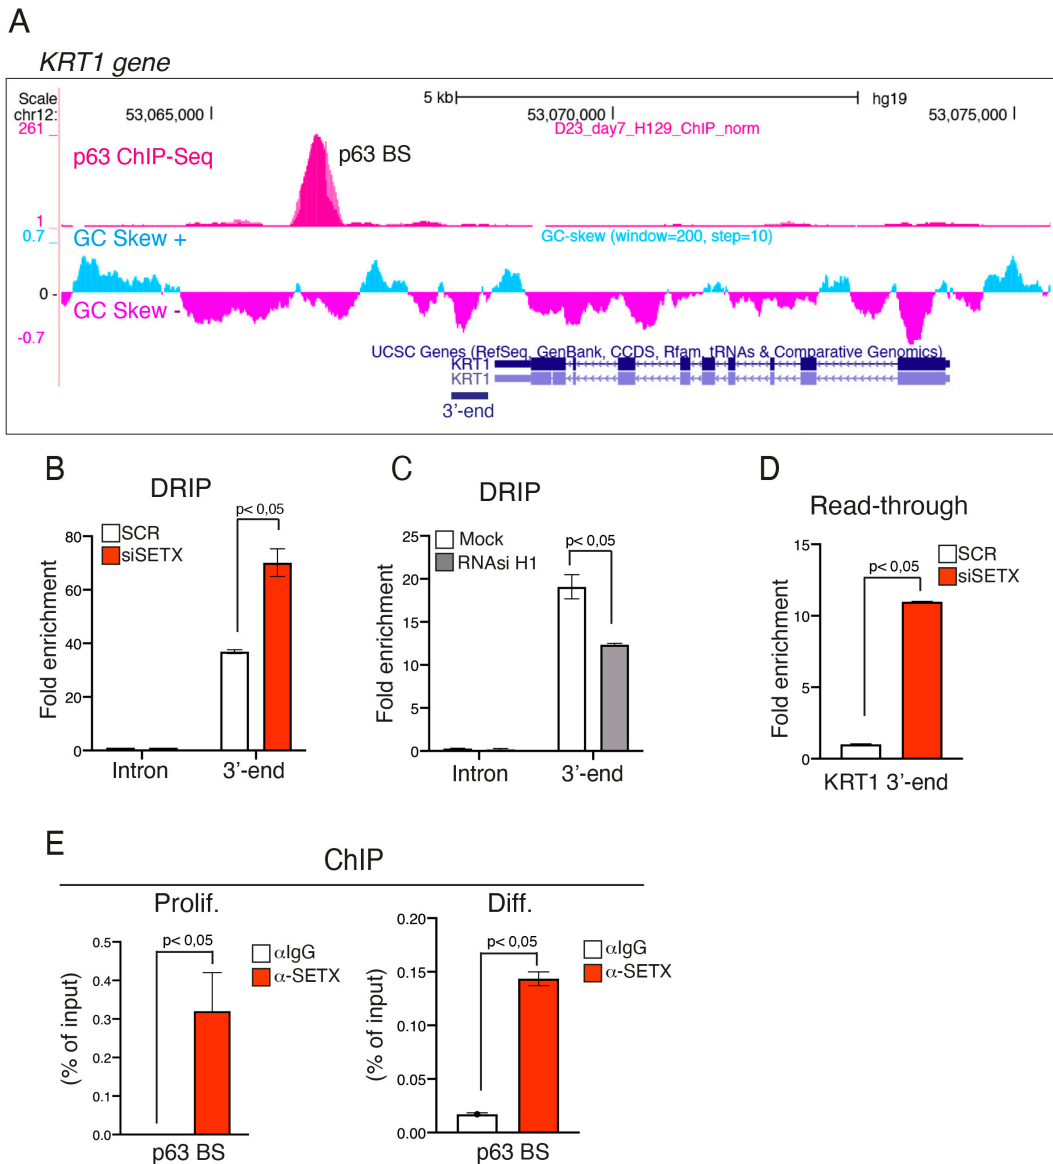 A
KRT1 gene
Scale 5 kb hg19
chr12: 53,065,000 53,070,000 53,075,000
261 D23_day7_H129_ChIP_norm
p63 ChIP-Seq p63 BS
1
0.7 GC Skew + GC-skew (window=200, step=10)
0 -
GC Skew -
-0.7
UCSC Genes (RefSeq, GenBank, CCDS, Rfam, tRNAs & Comparative Genomics)
KRT1
KRT1
3'-end
B
DRIP
SCR
siSETX
p< 0,05
Fold enrichment
80
60
40
20
0
Intron 3'-end
C
DRIP
Mock
RNAsi H1
p< 0,05
Fold enrichment
25
20
15
10
5
0
Intron 3'-end
D
Read-through
SCR
siSETX
p< 0,05
Fold enrichment
15
10
5
0
KRT1 3'-end
E
ChIP
Prolif.
p< 0,05
αIgG
α-SETX
(% of input)
0.5
0.4
0.3
0.2
0.1
0.0
p63 BS
Diff.
p< 0,05
αIgG
α-SETX
(% of input)
0.20
0.15
0.10
0.05
0.00
p63 BS